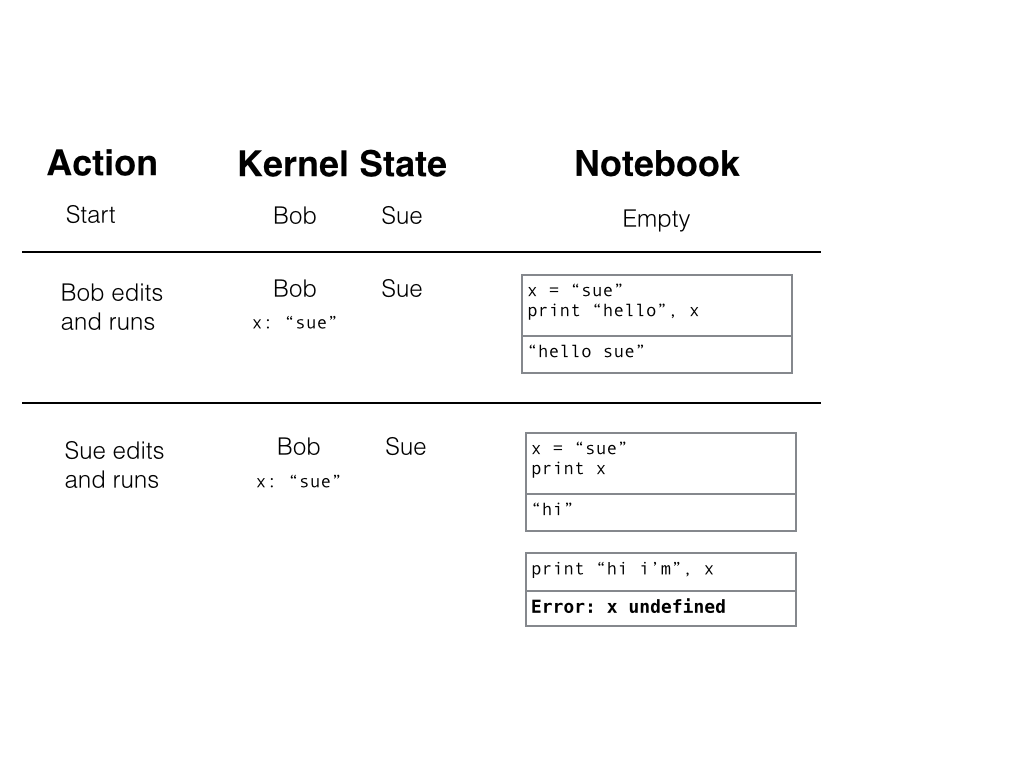 Action Kernel State Notebook
Start Bob Sue Empty
Bob edits
and runs
Bob Sue
x: “sue”
x = “sue”
print “hello”, x
“hello sue”
Sue edits
and runs
Bob Sue
x: “sue”
x = “sue”
print x
“hi”
print “hi i’m”, x
Error: x undefined